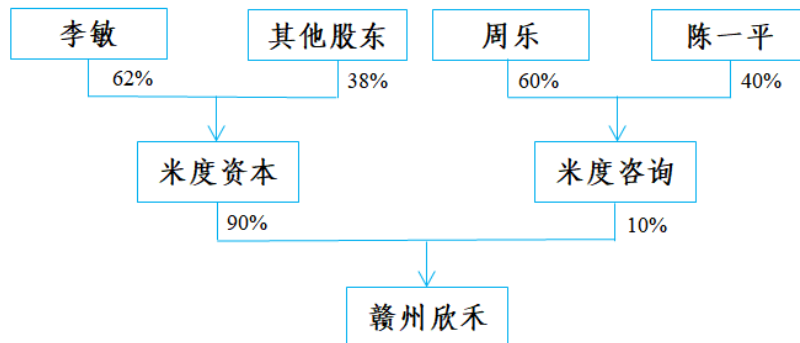 李敏
其他股东
周乐
陈一平
62%
38%
60%
40%
米度资本
米度咨询
90%
10%
赣州欣禾